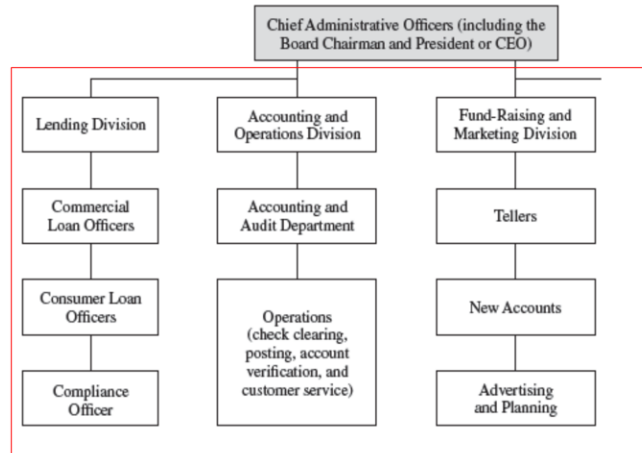 Chief Administrative Officers (including the
Board Chairman and President or CEO)
Lending Division
Accounting and
Operations Division
Fund-Raising and
Marketing Division
Commercial
Loan Officers
Accounting and
Audit Department
Tellers
Consumer Loan
Officers
Operations
(check clearing,
posting, account
verification, and
customer service)
New Accounts
Compliance
Officer
Advertising
and Planning